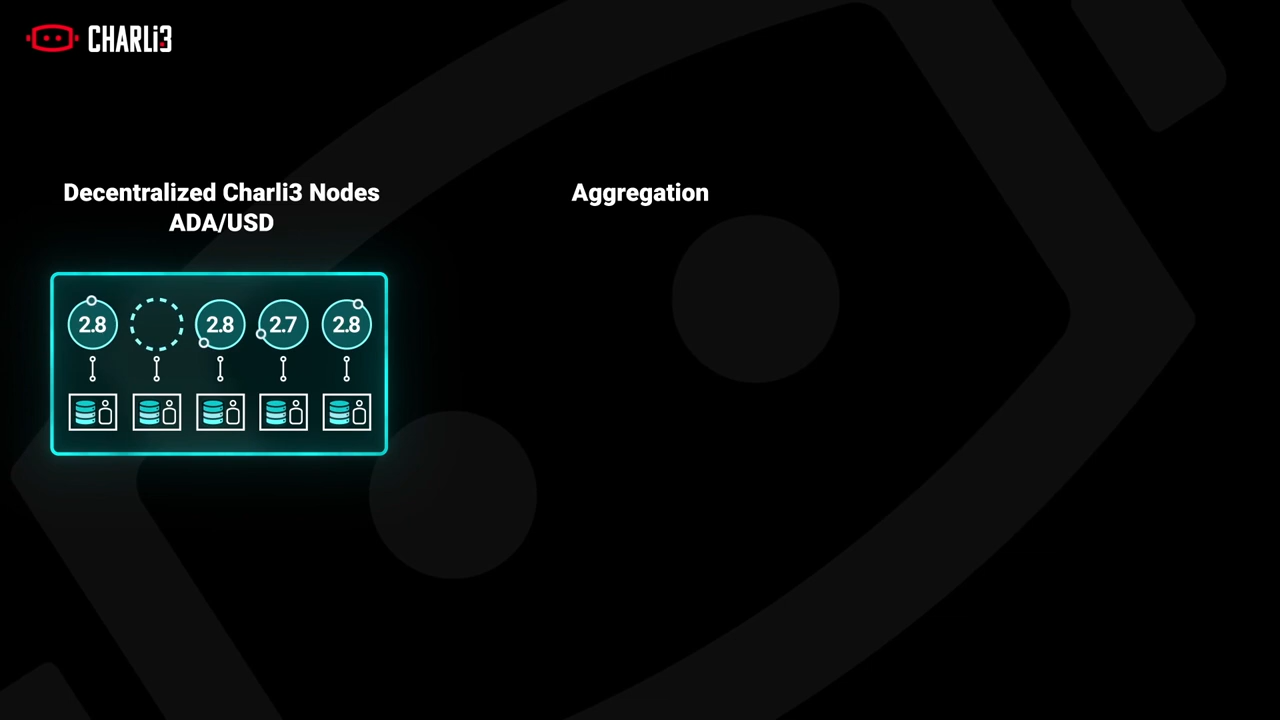 CHARLi3
Decentralized Charli3 Nodes
ADA/USD
Aggregation
2.8
2.8
2.7
2.8